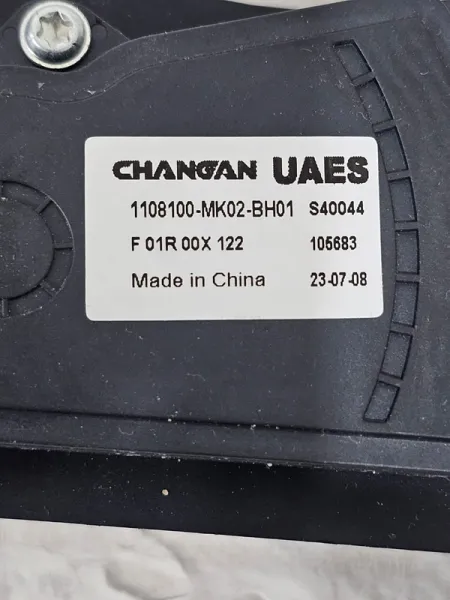 CHANGAN UAES
1108100-MK02-BH01 S40044
F 01R 00X 122 105683
Made in China 23-07-08